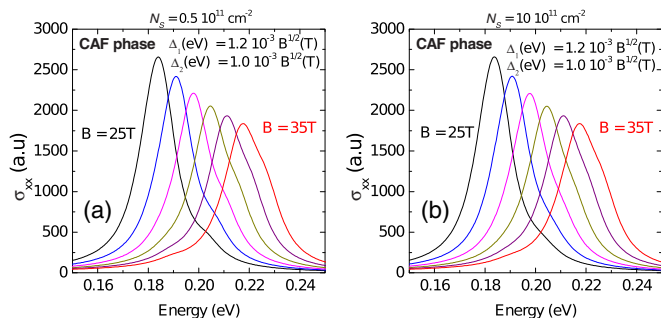 N_S = 0.5 10^11 cm^-2
CAF phase
Δ_1(eV) = 1.2 10^-3 B^1/2(T)
Δ_2(eV) = 1.0 10^-3 B^1/2(T)
B = 25T
B = 35T
(a)
σ_xx (a.u)
3000
2500
2000
1500
1000
500
0
0.16 0.18 0.20 0.22 0.24
Energy (eV)
N_S = 10 10^11 cm^-2
CAF phase
Δ_1(eV) = 1.2 10^-3 B^1/2(T)
Δ_2(eV) = 1.0 10^-3 B^1/2(T)
B = 25T
B = 35T
(b)
σ_xx (a.u)
3000
2500
2000
1500
1000
500
0
0.16 0.18 0.20 0.22 0.24
Energy (eV)